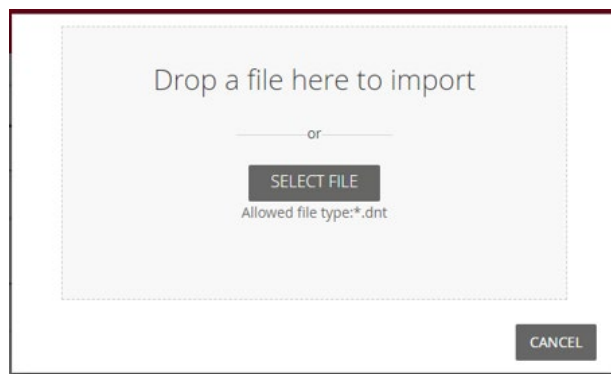 Drop a file here to import
or
SELECT FILE
Allowed file type:*.dnt
CANCEL